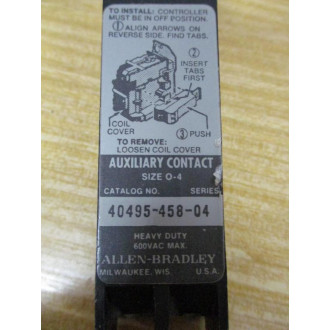 TO INSTALL: CONTROLLER
MUST BE IN OFF POSITION.
① ALIGN ARROWS ON
REVERSE SIDE. FIND TABS.
②
INSERT
TABS
FIRST
COIL
COVER
③ PUSH
TO REMOVE:
LOOSEN COIL COVER
AUXILIARY CONTACT
SIZE 0-4
CATALOG NO. SERIES
40495-458-04
HEAVY DUTY
600VAC MAX.
ALLEN-BRADLEY
MILWAUKEE, WIS. U.S.A.